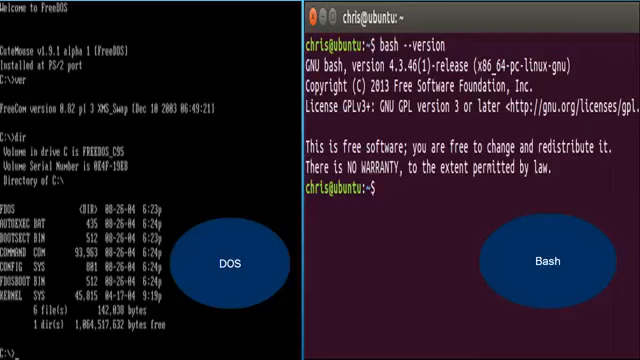 Welcome to FreeDOS
CuteMouse v1.9.1 alpha 1 [FreeDOS]
Installed at PS/2 port
C:\>ver
FreeCom version 0.82 pl 3 XMS_Swap [Dec 10 2003 06:49:21]
C:\>dir
Volume in drive C is FREEDOS_C95
Volume Serial Number is 0E4F-19EB
Directory of C:\
FDOS <DIR> 08-26-04 6:23p
AUTOEXEC BAT 435 08-26-04 6:24p
BOOTSECT BIN 512 08-26-04 6:23p
COMMAND COM 93,963 08-26-04 6:24p
CONFIG SYS 801 08-26-04 6:24p
FDOSBOOT BIN 512 08-26-04 6:24p
KERNEL SYS 45,815 04-17-04 9:19p
6 file(s) 142,038 bytes
1 dir(s) 1,064,517,632 bytes free
C:\>_
DOS
chris@ubuntu: ~
chris@ubuntu:~$ bash --version
GNU bash, version 4.3.46(1)-release (x86_64-pc-linux-gnu)
Copyright (C) 2013 Free Software Foundation, Inc.
License GPLv3+: GNU GPL version 3 or later <http://gnu.org/licenses/gpl.
This is free software; you are free to change and redistribute it.
There is NO WARRANTY, to the extent permitted by law.
chris@ubuntu:~$
Bash